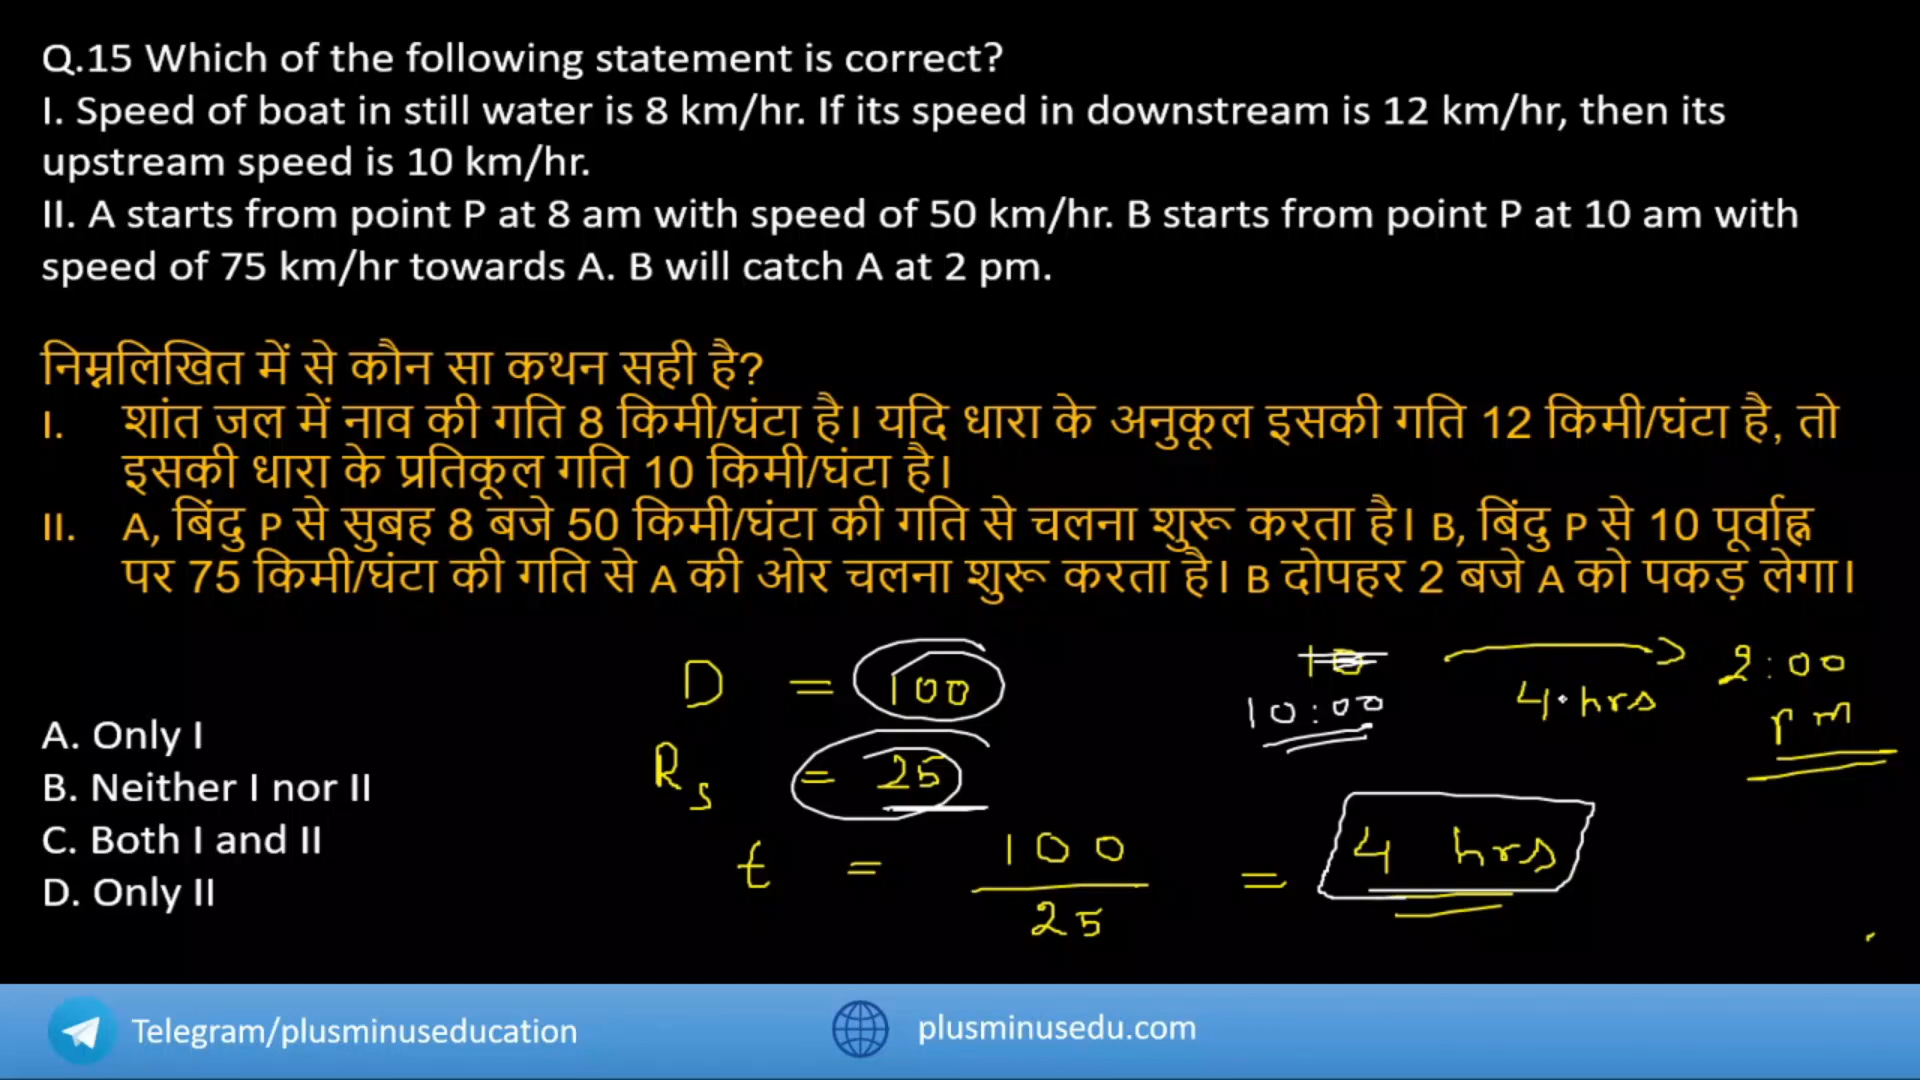 Q.15 Which of the following statement is correct?
I. Speed of boat in still water is 8 km/hr. If its speed in downstream is 12 km/hr, then its
upstream speed is 10 km/hr.
II. A starts from point P at 8 am with speed of 50 km/hr. B starts from point P at 10 am with
speed of 75 km/hr towards A. B will catch A at 2 pm.
निम्नलिखित में से कौन सा कथन सही है?
I. शांत जल में नाव की गति 8 किमी/घंटा है। यदि धारा के अनुकूल इसकी गति 12 किमी/घंटा है, तो
इसकी धारा के प्रतिकूल गति 10 किमी/घंटा है।
II. A, बिंदु P से सुबह 8 बजे 50 किमी/घंटा की गति से चलना शुरू करता है। B, बिंदु P से 10 पूर्वाह्न
पर 75 किमी/घंटा की गति से A की ओर चलना शुरू करता है। B दोपहर 2 बजे A को पकड़ लेगा।
D = 100
10:00 4 hrs 2:00
pm
A. Only I
Rs = 25
B. Neither I nor II
C. Both I and II
t = 100 / 25 = 4 hrs
D. Only II
Telegram/plusminuseducation
plusminusedu.com